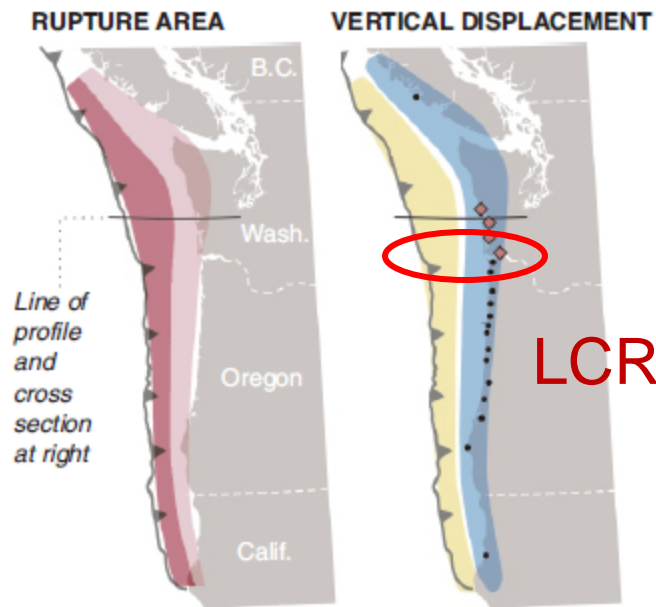 RUPTURE AREA
VERTICAL DISPLACEMENT
B.C.
Wash.
Line of
profile
and
cross
section
at right
Oregon
Calif.
LCR